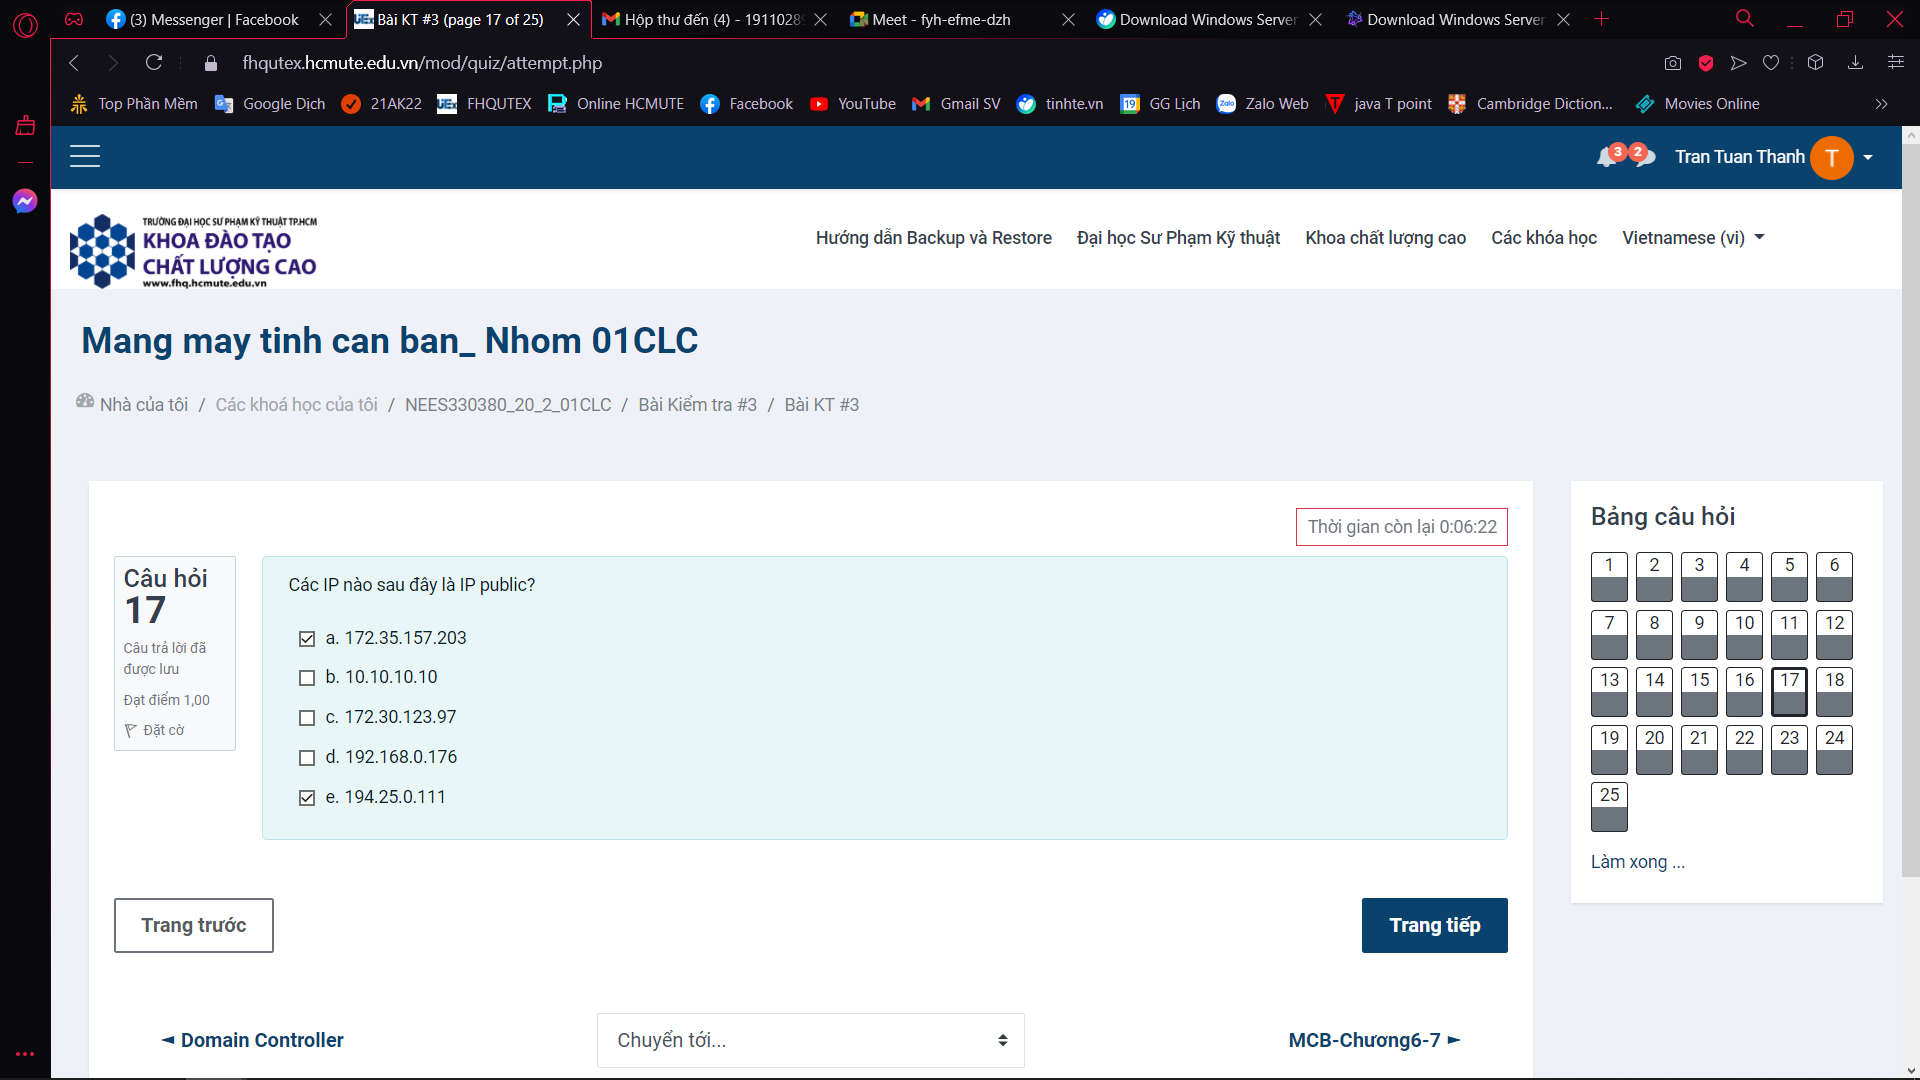 (3) Messenger | Facebook
Bài KT #3 (page 17 of 25)
Hộp thư đến (4) - 1911028
Meet - fyh-efme-dzh
Download Windows Server
Download Windows Server
fhqutex.hcmute.edu.vn/mod/quiz/attempt.php
Top Phần Mềm
Google Dịch
21AK22
FHQUTEX
Online HCMUTE
Facebook
YouTube
Gmail SV
tinhte.vn
19
GG Lịch
Zalo
Zalo Web
java T point
Cambridge Diction...
Movies Online
3
2
Tran Tuan Thanh
T
TRƯỜNG ĐẠI HỌC SƯ PHẠM KỸ THUẬT TP.HCM
KHOA ĐÀO TẠO
CHẤT LƯỢNG CAO
www.fhq.hcmute.edu.vn
Hướng dẫn Backup và Restore
Đại học Sư Phạm Kỹ thuật
Khoa chất lượng cao
Các khóa học
Vietnamese (vi)
Mang may tinh can ban_ Nhom 01CLC
Nhà của tôi / Các khoá học của tôi / NEES330380_20_2_01CLC / Bài Kiểm tra #3 / Bài KT #3
Thời gian còn lại 0:06:22
Câu hỏi
17
Câu trả lời đã
được lưu
Đạt điểm 1,00
Đặt cờ
Các IP nào sau đây là IP public?
a. 172.35.157.203
b. 10.10.10.10
c. 172.30.123.97
d. 192.168.0.176
e. 194.25.0.111
Trang trước
Trang tiếp
◄ Domain Controller
Chuyển tới...
MCB-Chương6-7 ►
Bảng câu hỏi
1 2 3 4 5 6
7 8 9 10 11 12
13 14 15 16 17 18
19 20 21 22 23 24
25
Làm xong ...